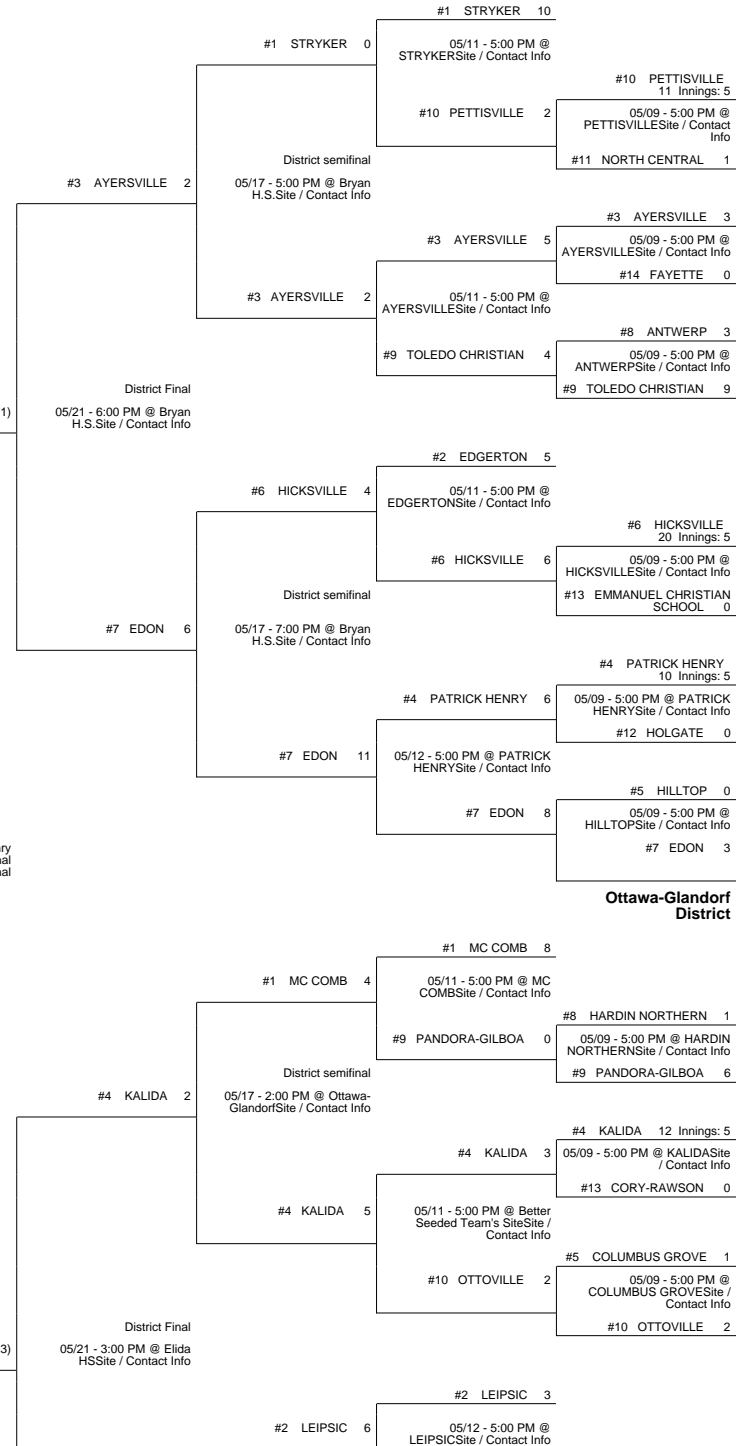 #1 STRYKER 10
#1 STRYKER 0
05/11 - 5:00 PM @
STRYKERSite / Contact Info
#10 PETTISVILLE
11 Innings: 5
#10 PETTISVILLE 2
05/09 - 5:00 PM @
PETTISVILLESite / Contact
Info
#11 NORTH CENTRAL 1
District semifinal
05/17 - 5:00 PM @ Bryan
H.S.Site / Contact Info
#3 AYERSVILLE 2
#3 AYERSVILLE 3
#3 AYERSVILLE 5
05/09 - 5:00 PM @
AYERSVILLESite / Contact Info
#14 FAYETTE 0
#3 AYERSVILLE 2
05/11 - 5:00 PM @
AYERSVILLESite / Contact Info
#8 ANTWERP 3
#9 TOLEDO CHRISTIAN 4
05/09 - 5:00 PM @
ANTWERPSite / Contact Info
#9 TOLEDO CHRISTIAN 9
District Final
1)
05/21 - 6:00 PM @ Bryan
H.S.Site / Contact Info
#2 EDGERTON 5
#6 HICKSVILLE 4
05/11 - 5:00 PM @
EDGERTONSite / Contact Info
#6 HICKSVILLE
20 Innings: 5
#6 HICKSVILLE 6
05/09 - 5:00 PM @
HICKSVILLESite / Contact Info
#13 EMMANUEL CHRISTIAN
SCHOOL 0
District semifinal
05/17 - 7:00 PM @ Bryan
H.S.Site / Contact Info
#7 EDON 6
#4 PATRICK HENRY
10 Innings: 5
#4 PATRICK HENRY 6
05/09 - 5:00 PM @ PATRICK
HENRYSite / Contact Info
#12 HOLGATE 0
#7 EDON 11
05/12 - 5:00 PM @ PATRICK
HENRYSite / Contact Info
#5 HILLTOP 0
#7 EDON 8
05/09 - 5:00 PM @
HILLTOPSite / Contact Info
#7 EDON 3
ry
nal
nal
Ottawa-Glandorf
District
#1 MC COMB 8
#1 MC COMB 4
05/11 - 5:00 PM @ MC
COMBSite / Contact Info
#8 HARDIN NORTHERN 1
#9 PANDORA-GILBOA 0
05/09 - 5:00 PM @ HARDIN
NORTHERNSite / Contact Info
#9 PANDORA-GILBOA 6
District semifinal
05/17 - 2:00 PM @ Ottawa-
GlandorfSite / Contact Info
#4 KALIDA 2
#4 KALIDA 12 Innings: 5
#4 KALIDA 3
05/09 - 5:00 PM @ KALIDASite
/ Contact Info
#13 CORY-RAWSON 0
#4 KALIDA 5
05/11 - 5:00 PM @ Better
Seeded Team's SiteSite /
Contact Info
#5 COLUMBUS GROVE 1
#10 OTTOVILLE 2
05/09 - 5:00 PM @
COLUMBUS GROVESite /
Contact Info
#10 OTTOVILLE 2
District Final
3)
05/21 - 3:00 PM @ Elida
HSSite / Contact Info
#2 LEIPSIC 3
#2 LEIPSIC 6
05/12 - 5:00 PM @
LEIPSICSite / Contact Info